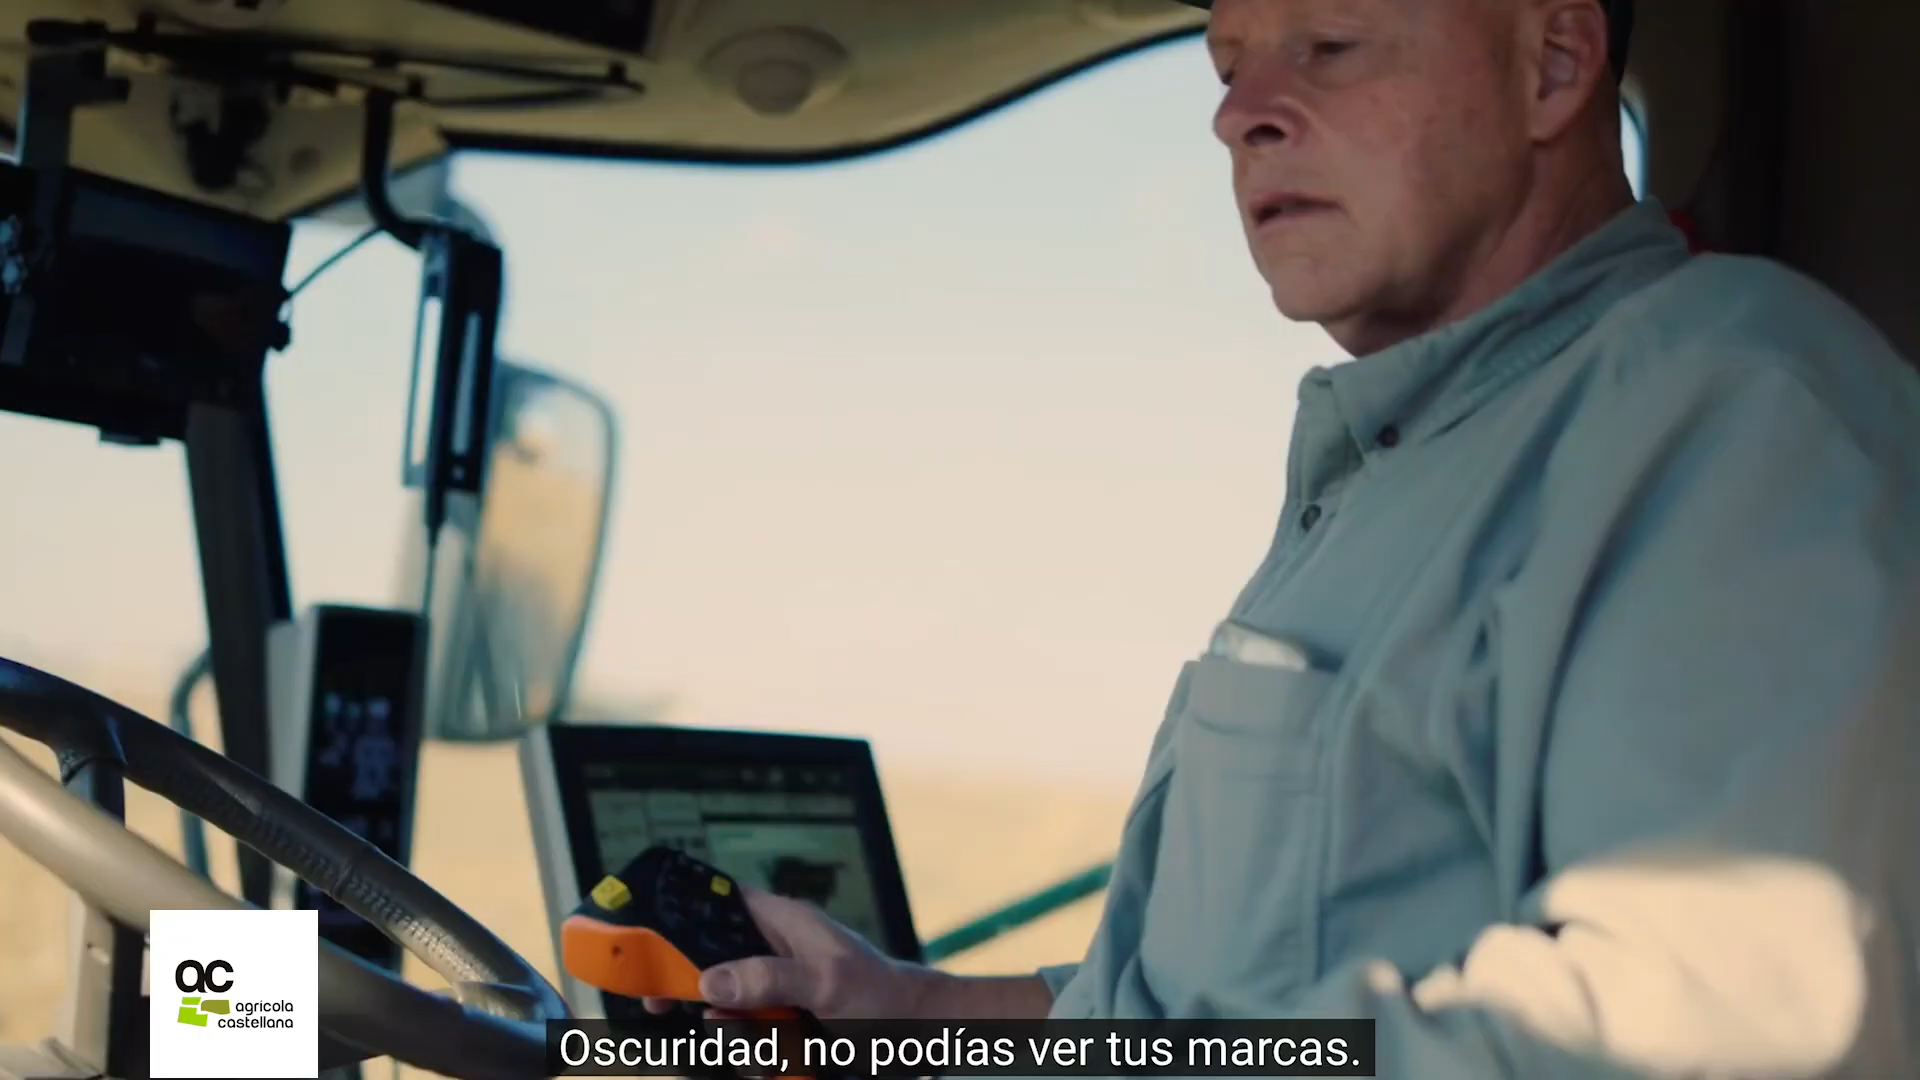 ac
agricola
castellana
Oscuridad, no podías ver tus marcas.